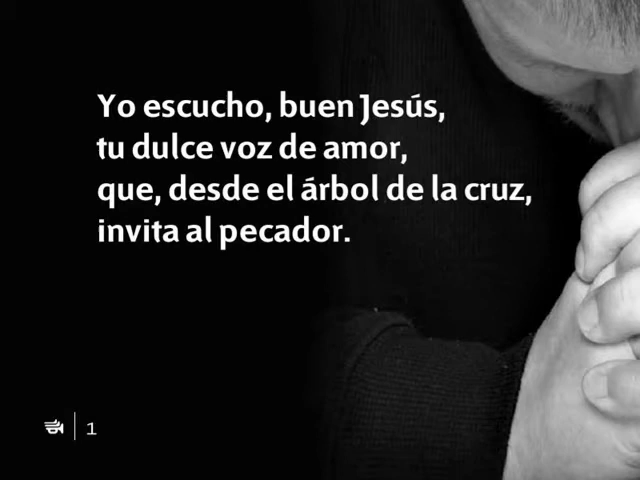 Yo escucho, buen Jesús,
tu dulce voz de amor,
que, desde el árbol de la cruz,
invita al pecador.
1